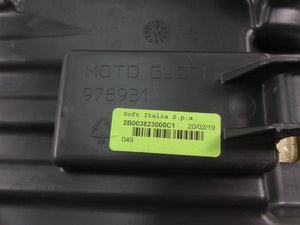 MOTO GUZZI
978931
Soft Italia S.p.a.
2B003823000C1 20/02/19
049